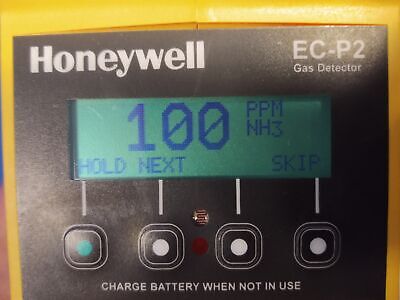 Honeywell
EC-P2
Gas Detector
100 PPM
NH3
HOLD NEXT SKIP
CHARGE BATTERY WHEN NOT IN USE